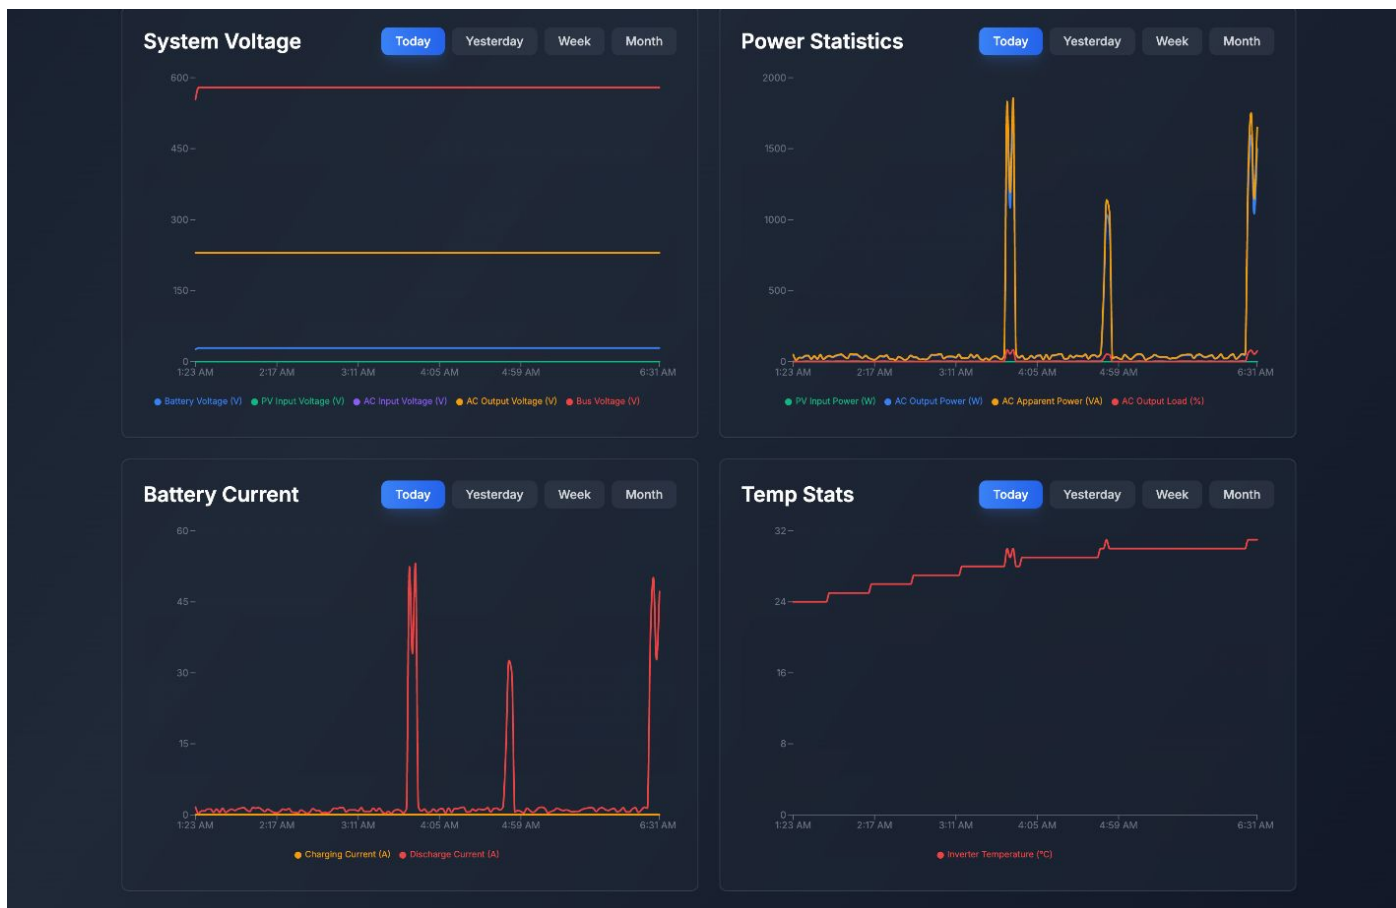 System Voltage
Today Yesterday Week Month
600
450
300
150
0
1:23 AM 2:17 AM 3:11 AM 4:05 AM 4:59 AM 6:31 AM
Battery Voltage (V) PV Input Voltage (V) AC Input Voltage (V) AC Output Voltage (V) Bus Voltage (V)
Power Statistics
Today Yesterday Week Month
2000
1500
1000
500
0
1:23 AM 2:17 AM 3:11 AM 4:05 AM 4:59 AM 6:31 AM
PV Input Power (W) AC Output Power (W) AC Apparent Power (VA) AC Output Load (%)
Battery Current
Today Yesterday Week Month
60
45
30
15
0
1:23 AM 2:17 AM 3:11 AM 4:05 AM 4:59 AM 6:31 AM
Charging Current (A) Discharge Current (A)
Temp Stats
Today Yesterday Week Month
32
24
16
8
0
1:23 AM 2:17 AM 3:11 AM 4:05 AM 4:59 AM 6:31 AM
Inverter Temperature (°C)